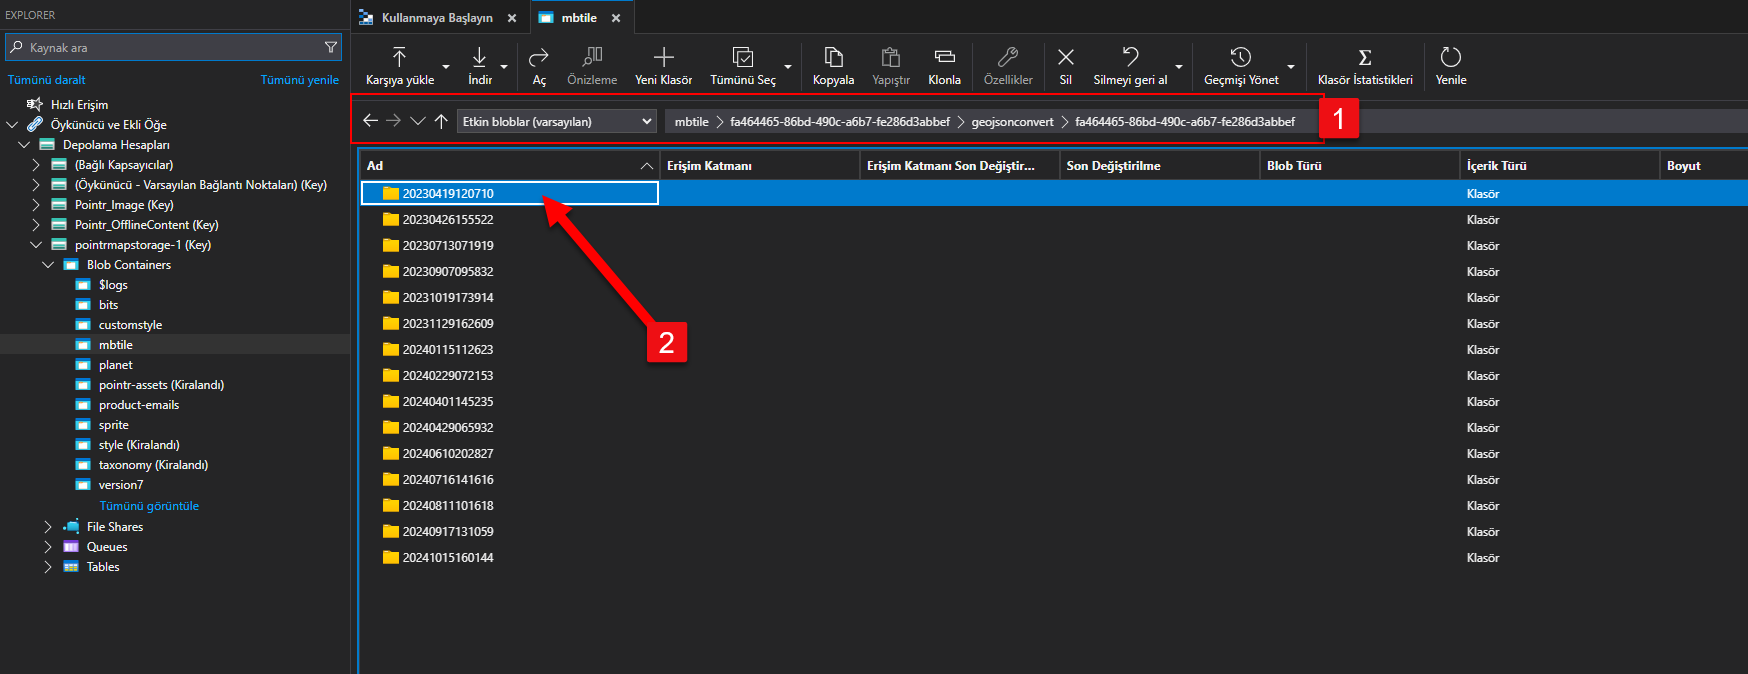 EXPLORER
Kaynak ara
Tümünü daralt
Tümünü yenile
Hızlı Erişim
Öykünücü ve Ekli Öğe
Depolama Hesapları
(Bağlı Kapsayıcılar)
(Öykünücü - Varsayılan Bağlantı Noktaları) (Key)
Pointr_Image (Key)
Pointr_OfflineContent (Key)
pointrmapstorage-1 (Key)
Blob Containers
$logs
bits
customstyle
mbtile
planet
pointr-assets (Kiralandı)
product-emails
sprite
style (Kiralandı)
taxonomy (Kiralandı)
version7
Tümünü görüntüle
File Shares
Queues
Tables
Kullanmaya Başlayın
mbtile
Karşıya yükle
İndir
Aç
Önizleme
Yeni Klasör
Tümünü Seç
Kopyala
Yapıştır
Klonla
Özellikler
Sil
Silmeyi geri al
Geçmişi Yönet
Klasör İstatistikleri
Yenile
Etkin bloblar (varsayılan)
mbtile
fa464465-86bd-490c-a6b7-fe286d3abbef
geojsonconvert
fa464465-86bd-490c-a6b7-fe286d3abbef
1
Ad
Erişim Katmanı
Erişim Katmanı Son Değiştir...
Son Değiştirilme
Blob Türü
İçerik Türü
Boyut
20230419120710 Klasör
20230426155522 Klasör
20230713071919 Klasör
20230907095832 Klasör
20231019173914 Klasör
20231129162609 Klasör
2
20240115112623 Klasör
20240229072153 Klasör
20240401145235 Klasör
20240429065932 Klasör
20240610202827 Klasör
20240716141616 Klasör
20240811101618 Klasör
20240917131059 Klasör
20241015160144 Klasör